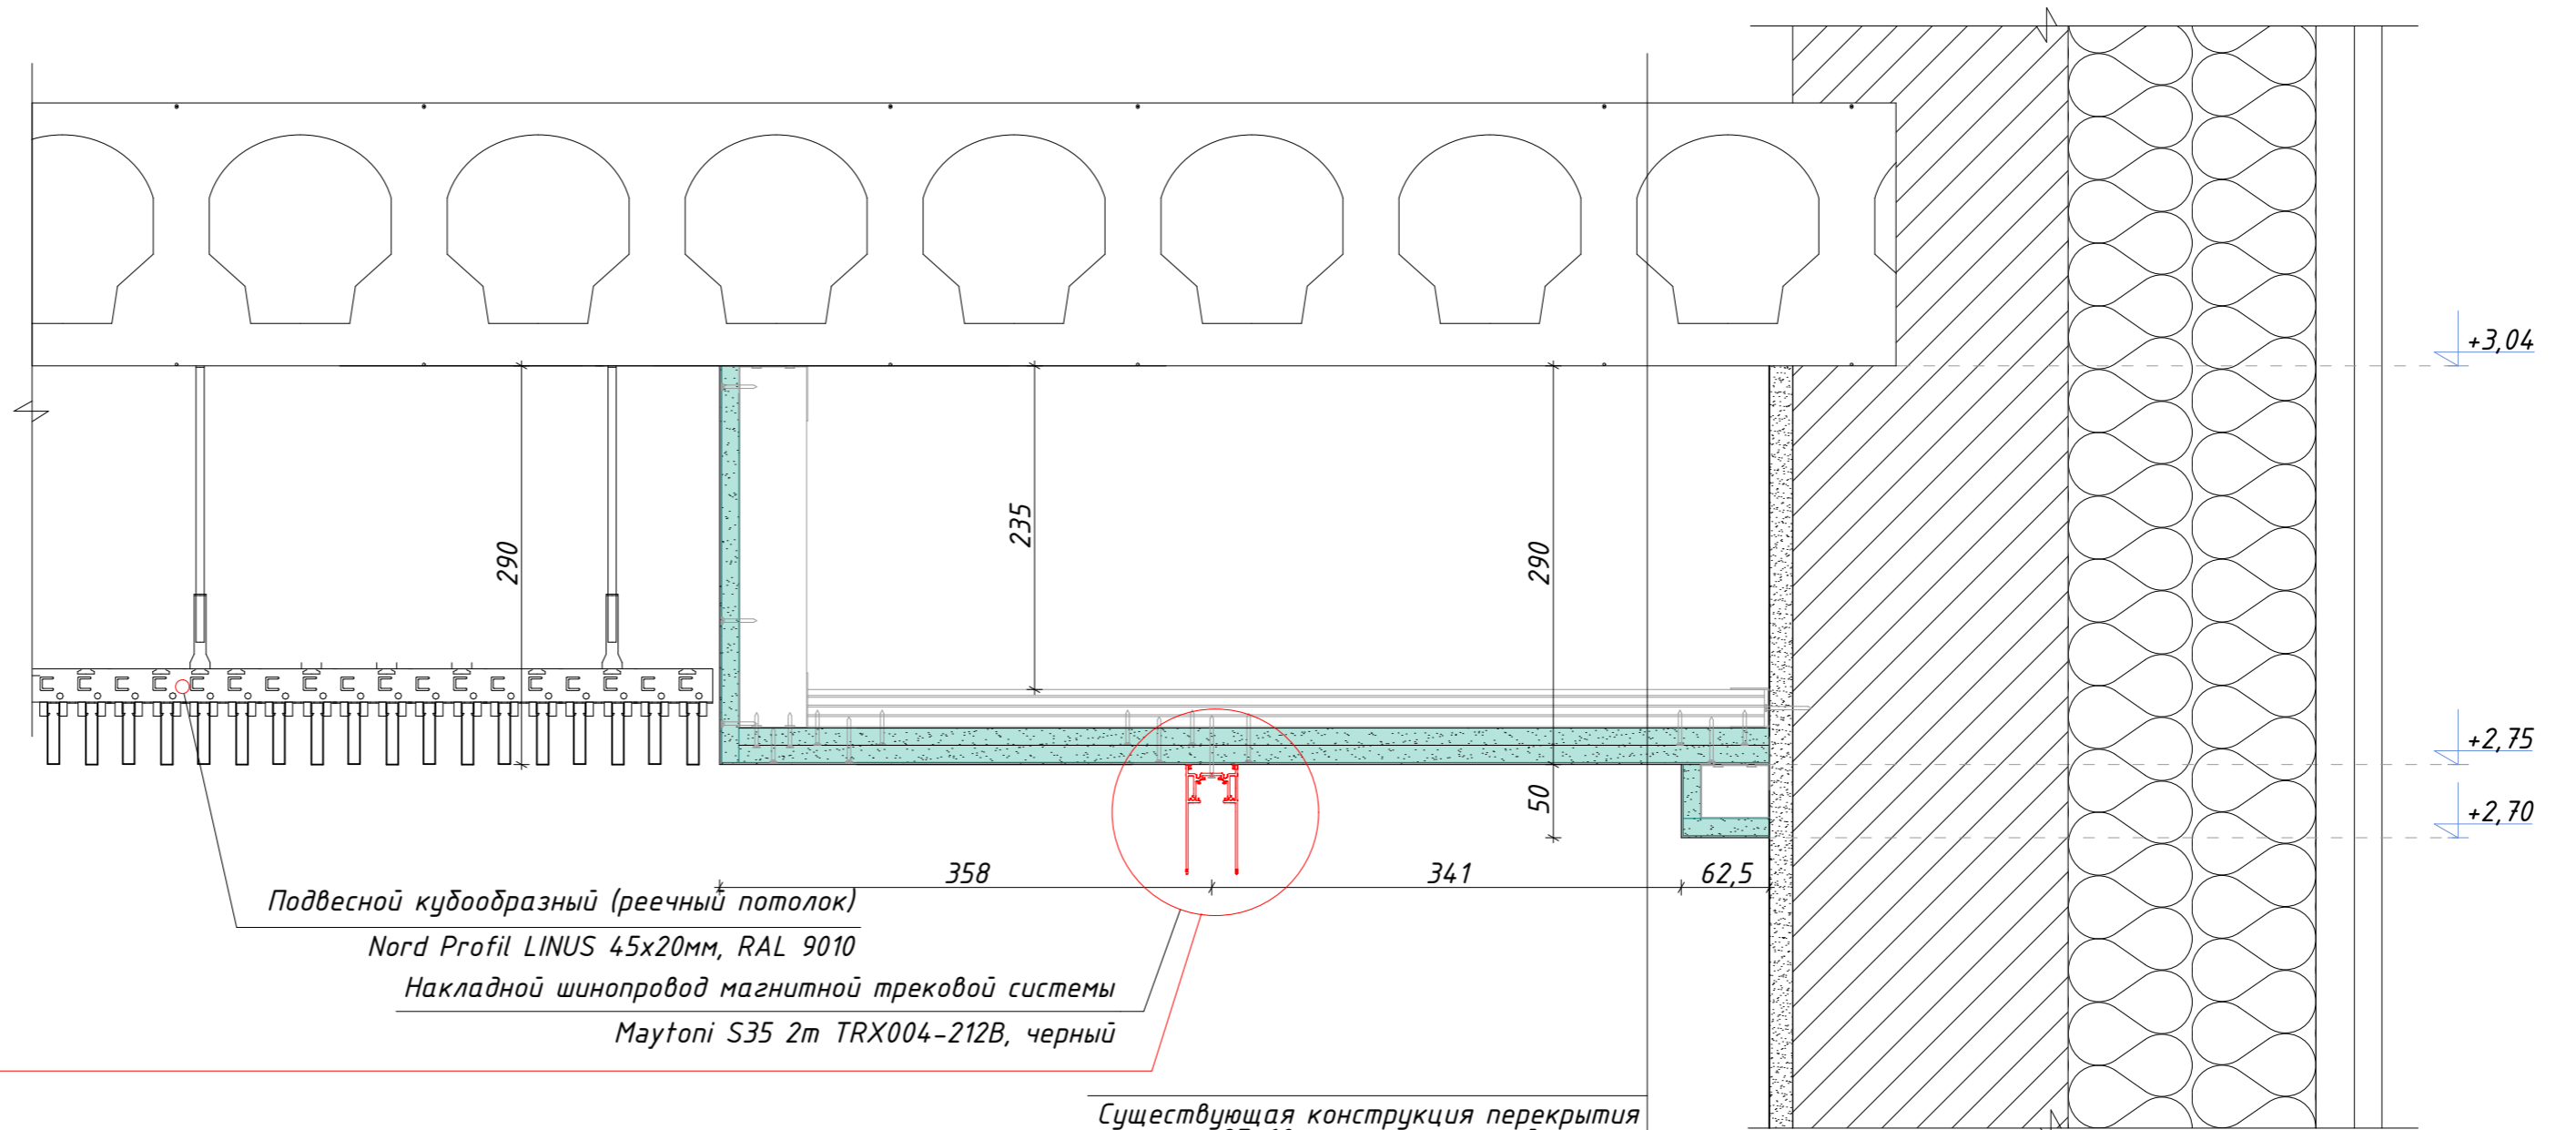 +3,04
290
235
290
+2,75
50
+2,70
358
341
62,5
Подвесной кубообразный (реечный потолок)
Nord Profil LINUS 45x20мм, RAL 9010
Накладной шинопровод магнитной трековой системы
Maytoni S35 2m TRX004-212B, черный
Существующая конструкция перекрытия